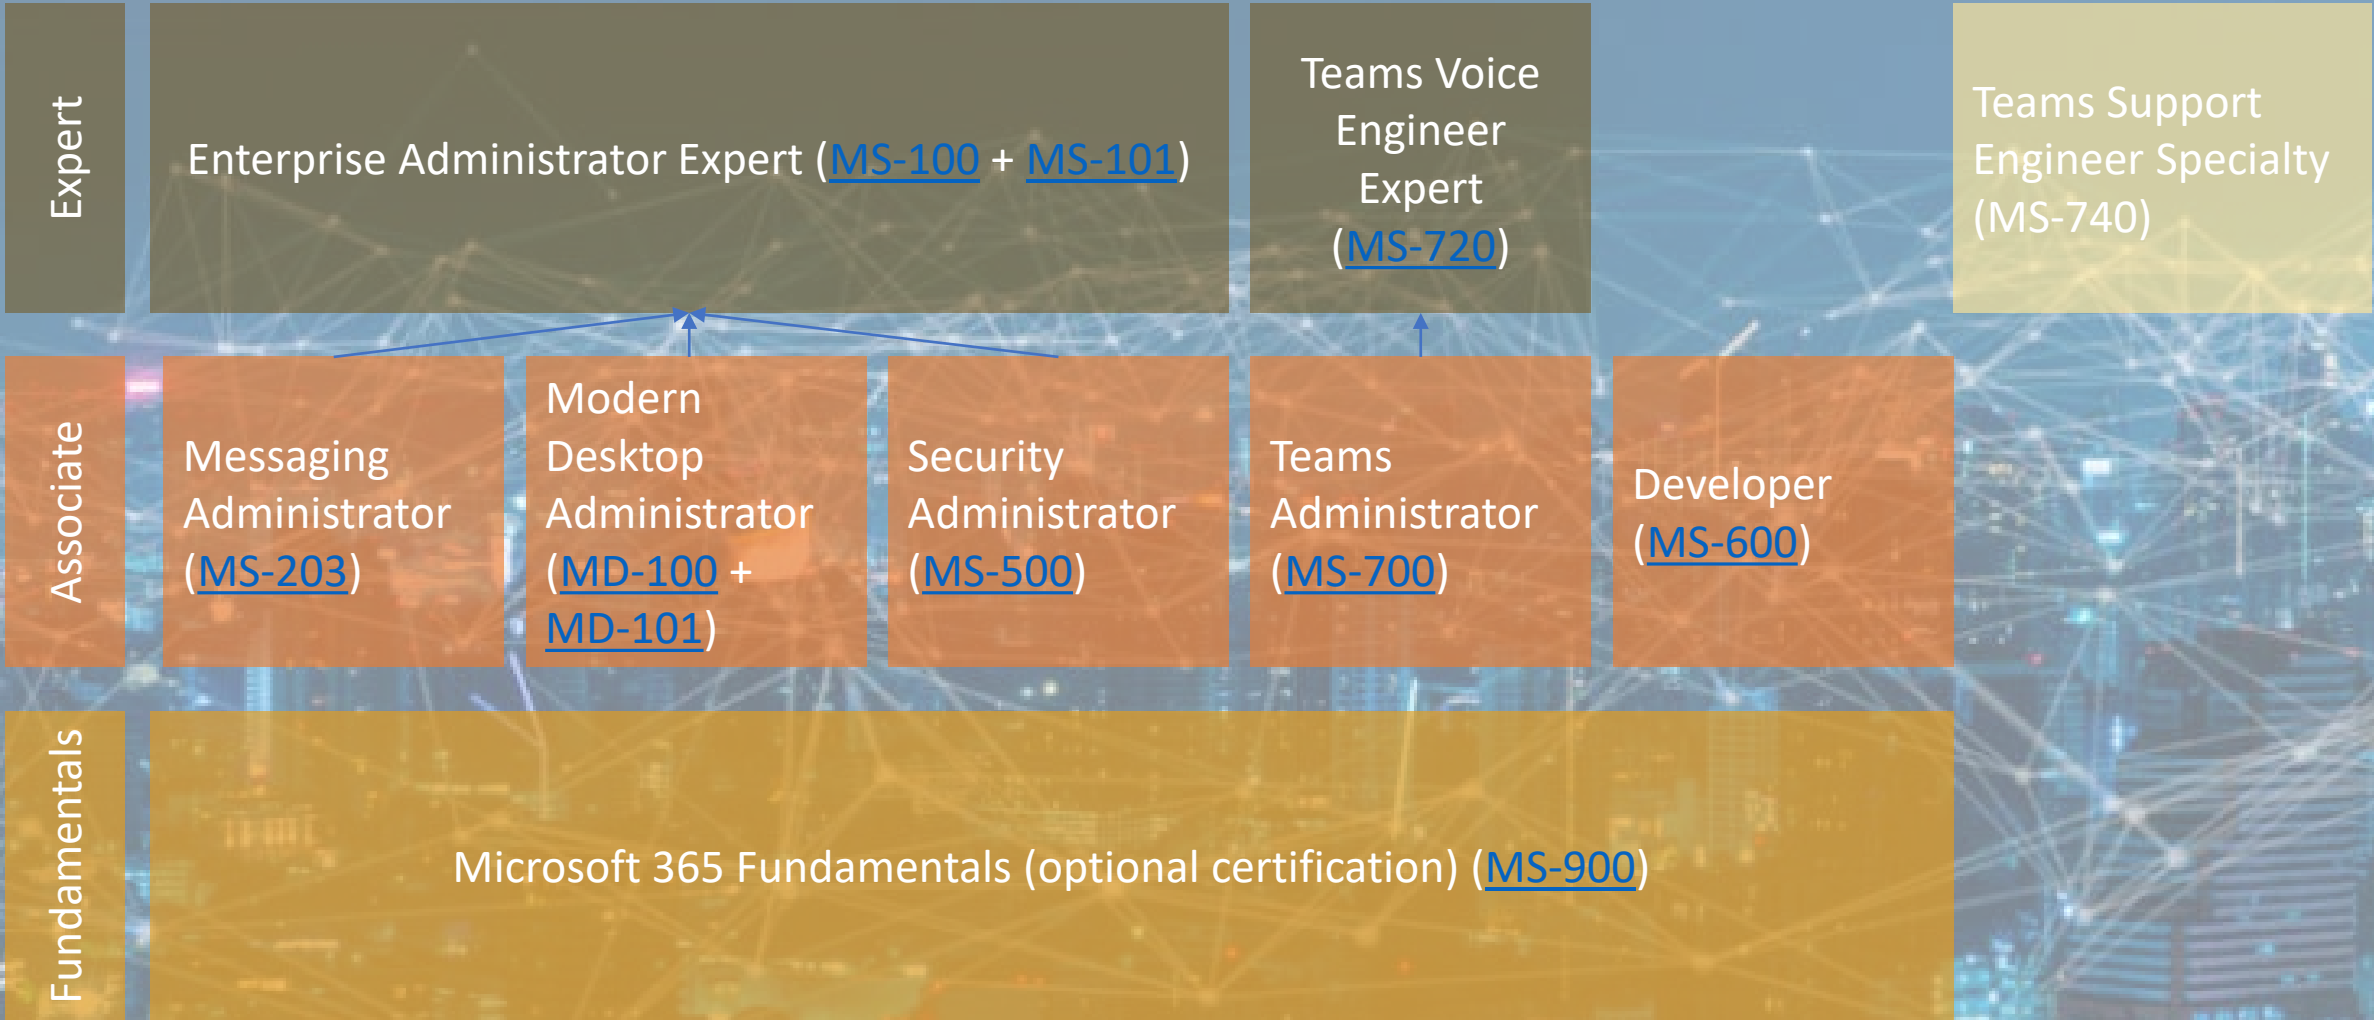 Expert
Enterprise Administrator Expert (MS-100 + MS-101)
Teams Voice
Engineer
Expert
(MS-720)
Teams Support
Engineer Specialty
(MS-740)
Associate
Messaging
Administrator
(MS-203)
Modern
Desktop
Administrator
(MD-100 +
MD-101)
Security
Administrator
(MS-500)
Teams
Administrator
(MS-700)
Developer
(MS-600)
Fundamentals
Microsoft 365 Fundamentals (optional certification) (MS-900)